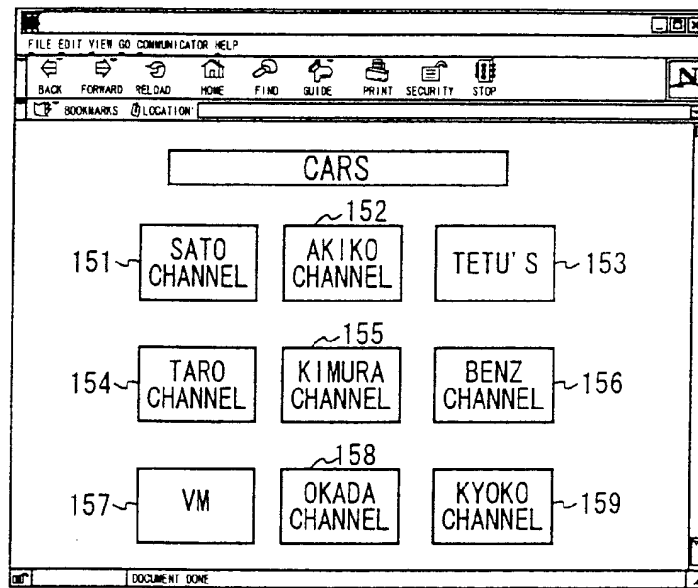 FILE EDIT VIEW GO COMMUNICATOR HELP
BACK FORWARD RELOAD HOME FIND GUIDE PRINT SECURITY STOP
N
BOOKMARKS LOCATION:
CARS
152
151 SATO CHANNEL AKIKO CHANNEL TETU'S 153
155
154 TARO CHANNEL KIMURA CHANNEL BENZ CHANNEL 156
158
157 VM OKADA CHANNEL KYOKO CHANNEL 159
DOCUMENT DONE